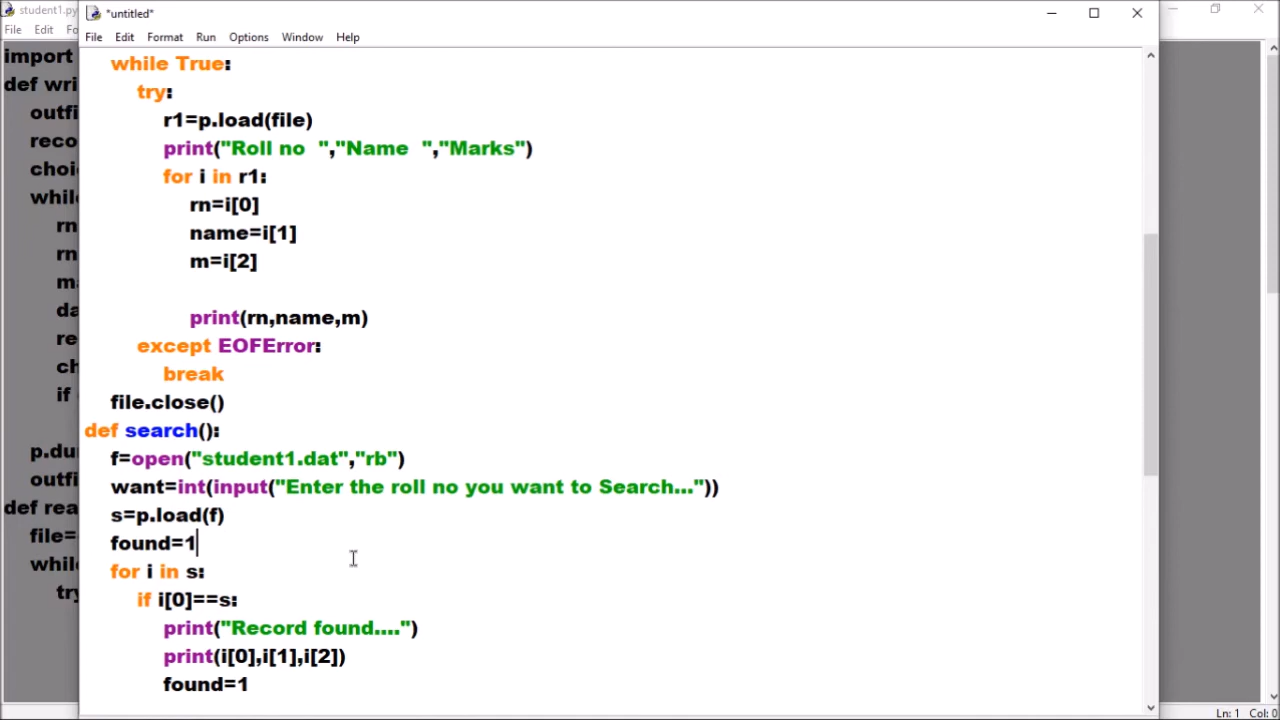 student1.py
*untitled*
File Edit Fo
File Edit Format Run Options Window Help
import
def wri
outfi
reco
choi
while
rn
rn
m
da
re
ch
if
p.du
outfi
def rea
file=
while
try
while True:
try:
r1=p.load(file)
print("Roll no  ","Name  ","Marks")
for i in r1:
rn=i[0]
name=i[1]
m=i[2]
print(rn,name,m)
except EOFError:
break
file.close()
def search():
f=open("student1.dat","rb")
want=int(input("Enter the roll no you want to Search..."))
s=p.load(f)
found=1
for i in s:
if i[0]==s:
print("Record found....")
print(i[0],i[1],i[2])
found=1
Ln: 1 Col: 0